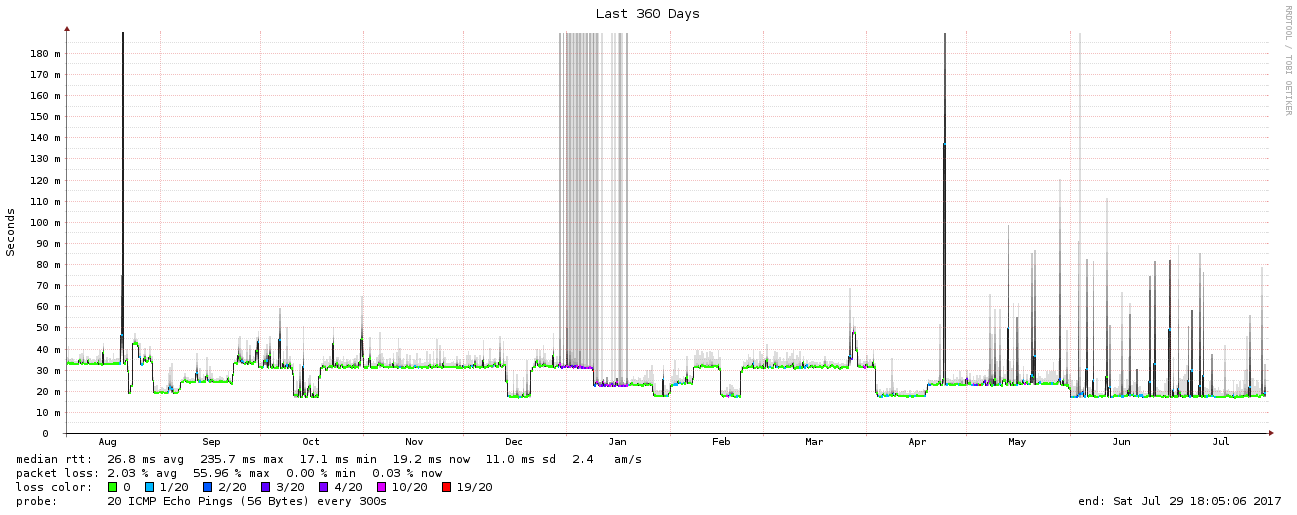 Last 360 Days
RRDTOOL / TOBI OETIKER
Seconds
180 m
170 m
160 m
150 m
140 m
130 m
120 m
110 m
100 m
90 m
80 m
70 m
60 m
50 m
40 m
30 m
20 m
10 m
0
Aug Sep Oct Nov Dec Jan Feb Mar Apr May Jun Jul
median rtt: 26.8 ms avg 235.7 ms max 17.1 ms min 19.2 ms now 11.0 ms sd 2.4 am/s
packet loss: 2.03 % avg 55.96 % max 0.00 % min 0.03 % now
loss color: 0 1/20 2/20 3/20 4/20 10/20 19/20
probe: 20 ICMP Echo Pings (56 Bytes) every 300s end: Sat Jul 29 18:05:06 2017